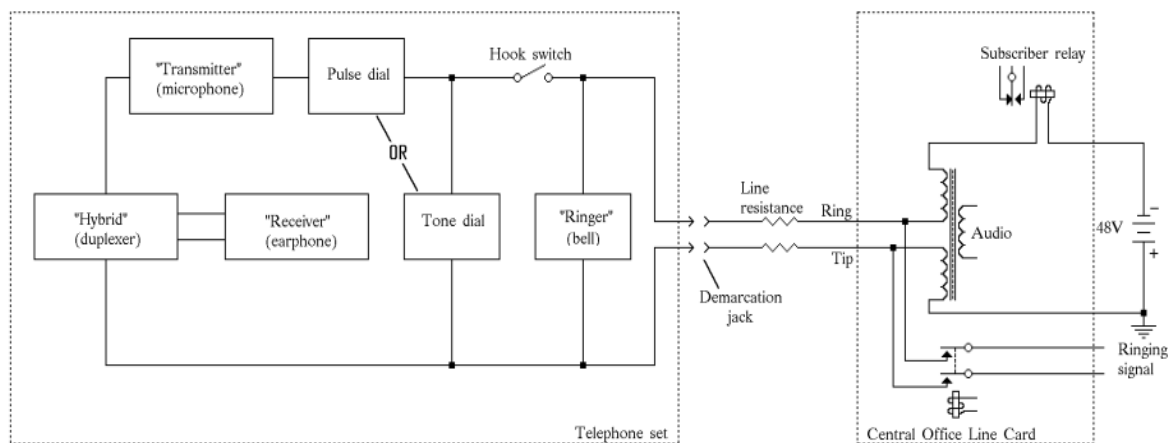 "Transmitter"
(microphone)
Pulse dial
Hook switch
OR
"Hybrid"
(duplexer)
"Receiver"
(earphone)
Tone dial
"Ringer"
(bell)
Telephone set
Line
resistance
Ring
Tip
Demarcation
jack
Subscriber relay
Audio
48V
−
+
Ringing
signal
Central Office Line Card